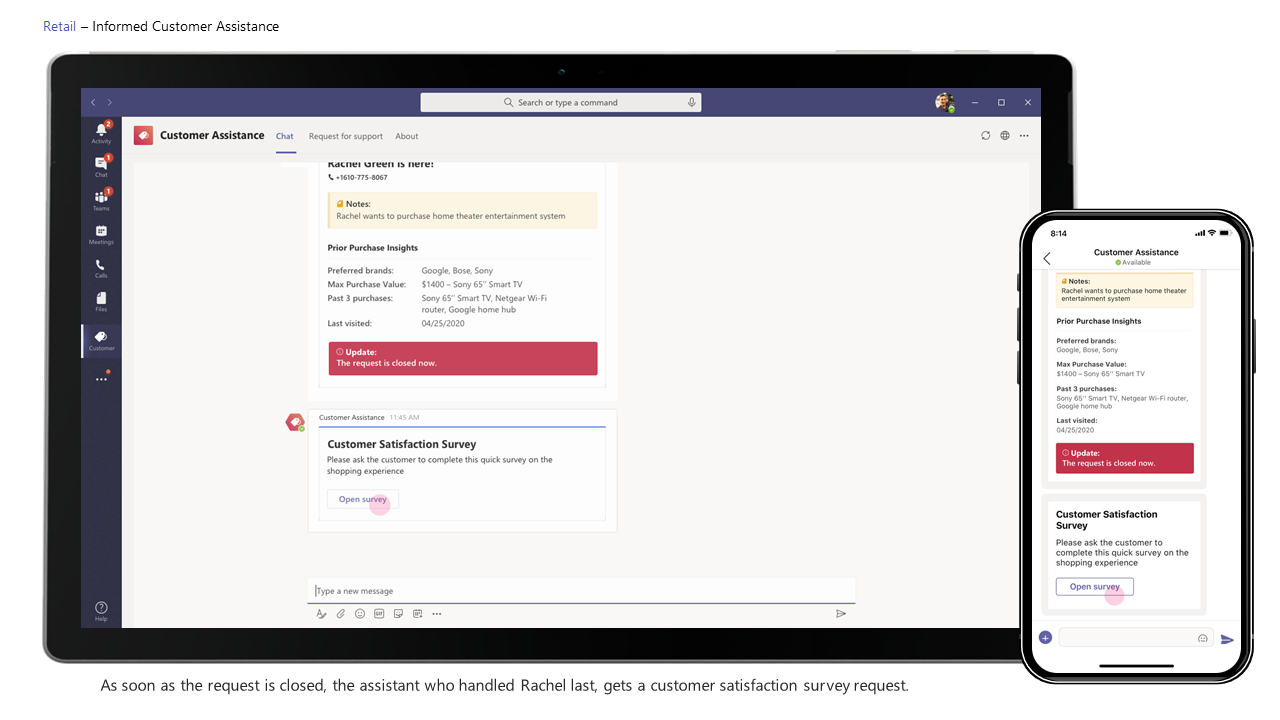 Retail – Informed Customer Assistance
Search or type a command
2
Activity
1
Chat
1
Teams
Meetings
Calls
Files
Customer
Help
Customer Assistance
Chat
Request for support
About
Rachel Green is here!
+1610-775-8067
Notes:
Rachel wants to purchase home theater entertainment system
Prior Purchase Insights
Preferred brands: Google, Bose, Sony
Max Purchase Value: $1400 – Sony 65'' Smart TV
Past 3 purchases: Sony 65'' Smart TV, Netgear Wi-Fi
router, Google home hub
Last visited: 04/25/2020
Update:
The request is closed now.
Customer Assistance 11:45 AM
Customer Satisfaction Survey
Please ask the customer to complete this quick survey on the
shopping experience
Open survey
Type a new message
GIF
8:14
Customer Assistance
Available
Notes:
Rachel wants to purchase home theater
entertainment system
Prior Purchase Insights
Preferred brands:
Google, Bose, Sony
Max Purchase Value:
$1400 – Sony 65'' Smart TV
Past 3 purchases:
Sony 65'' Smart TV, Netgear Wi-Fi router,
Google home hub
Last visited:
04/25/2020
Update:
The request is closed now.
Customer Satisfaction
Survey
Please ask the customer to
complete this quick survey on the
shopping experience
Open survey
As soon as the request is closed, the assistant who handled Rachel last, gets a customer satisfaction survey request.